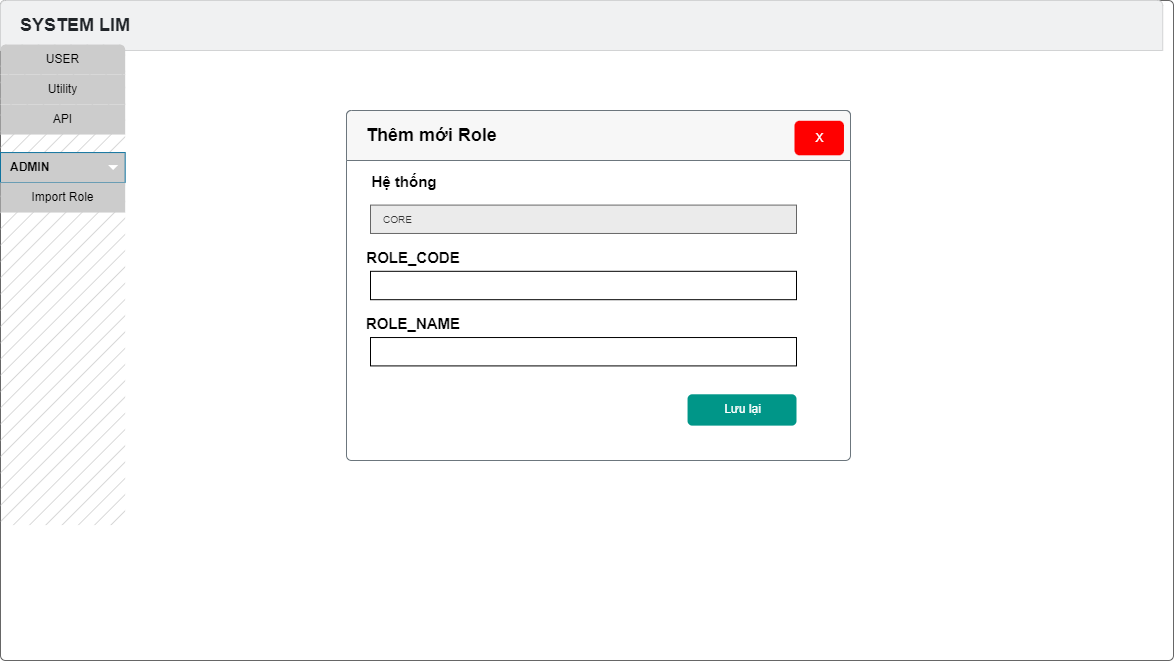 SYSTEM LIM
USER
Utility
API
ADMIN
Import Role
Thêm mới Role
X
Hệ thống
CORE
ROLE_CODE
ROLE_NAME
Lưu lại